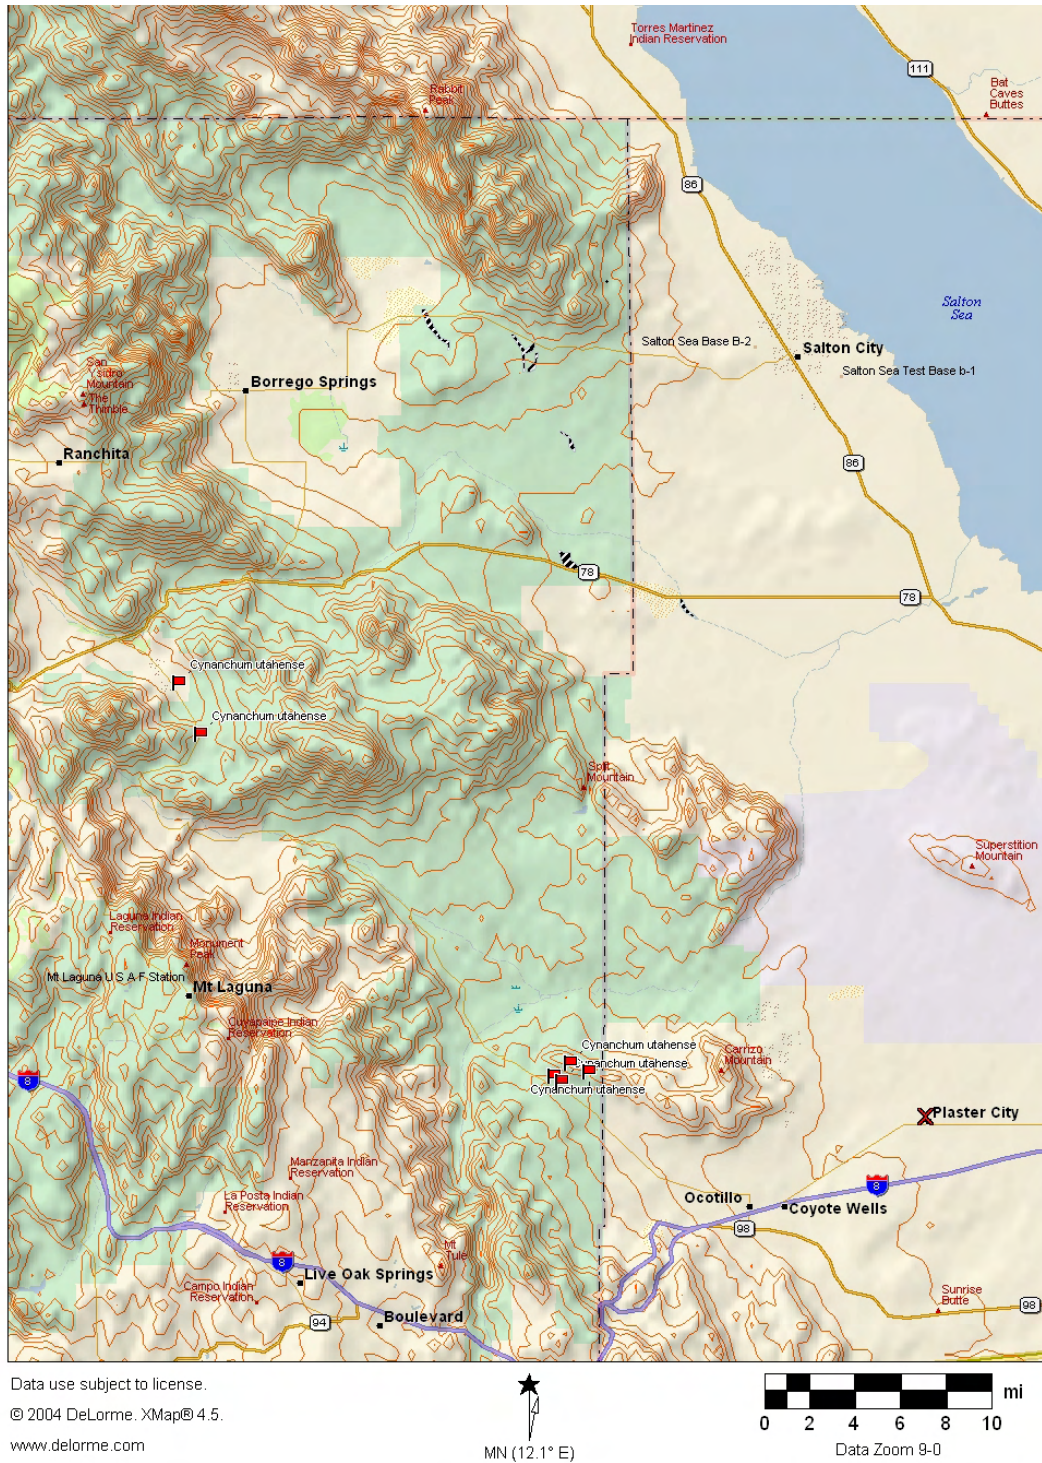 Torres Martinez
Indian Reservation
111
Bat
Caves
Buttes
Rabbit
Peak
86
Salton
Sea
Salton Sea Base B-2
Salton City
Salton Sea Test Base b-1
San
Ysidro
Mountain
The
Thimble
Borrego Springs
Ranchita
86
78
78
Cynanchum utahense
Cynanchum utahense
Split
Mountain
Superstition
Mountain
Laguna Indian
Reservation
Monument
Peak
Mt Laguna U S A F Station
Mt Laguna
Cuyapaipe Indian
Reservation
Cynanchum utahense
Cynanchum utahense
Cynanchum utahense
Carrizo
Mountain
8
Plaster City
Manzanita Indian
Reservation
La Posta Indian
Reservation
8
Ocotillo
Coyote Wells
98
Mt
Tule
8
Live Oak Springs
Campo Indian
Reservation
Sunrise
Butte
98
94
Boulevard
Data use subject to license.
© 2004 DeLorme. XMap® 4.5.
www.delorme.com
MN (12.1° E)
mi
0 2 4 6 8 10
Data Zoom 9-0